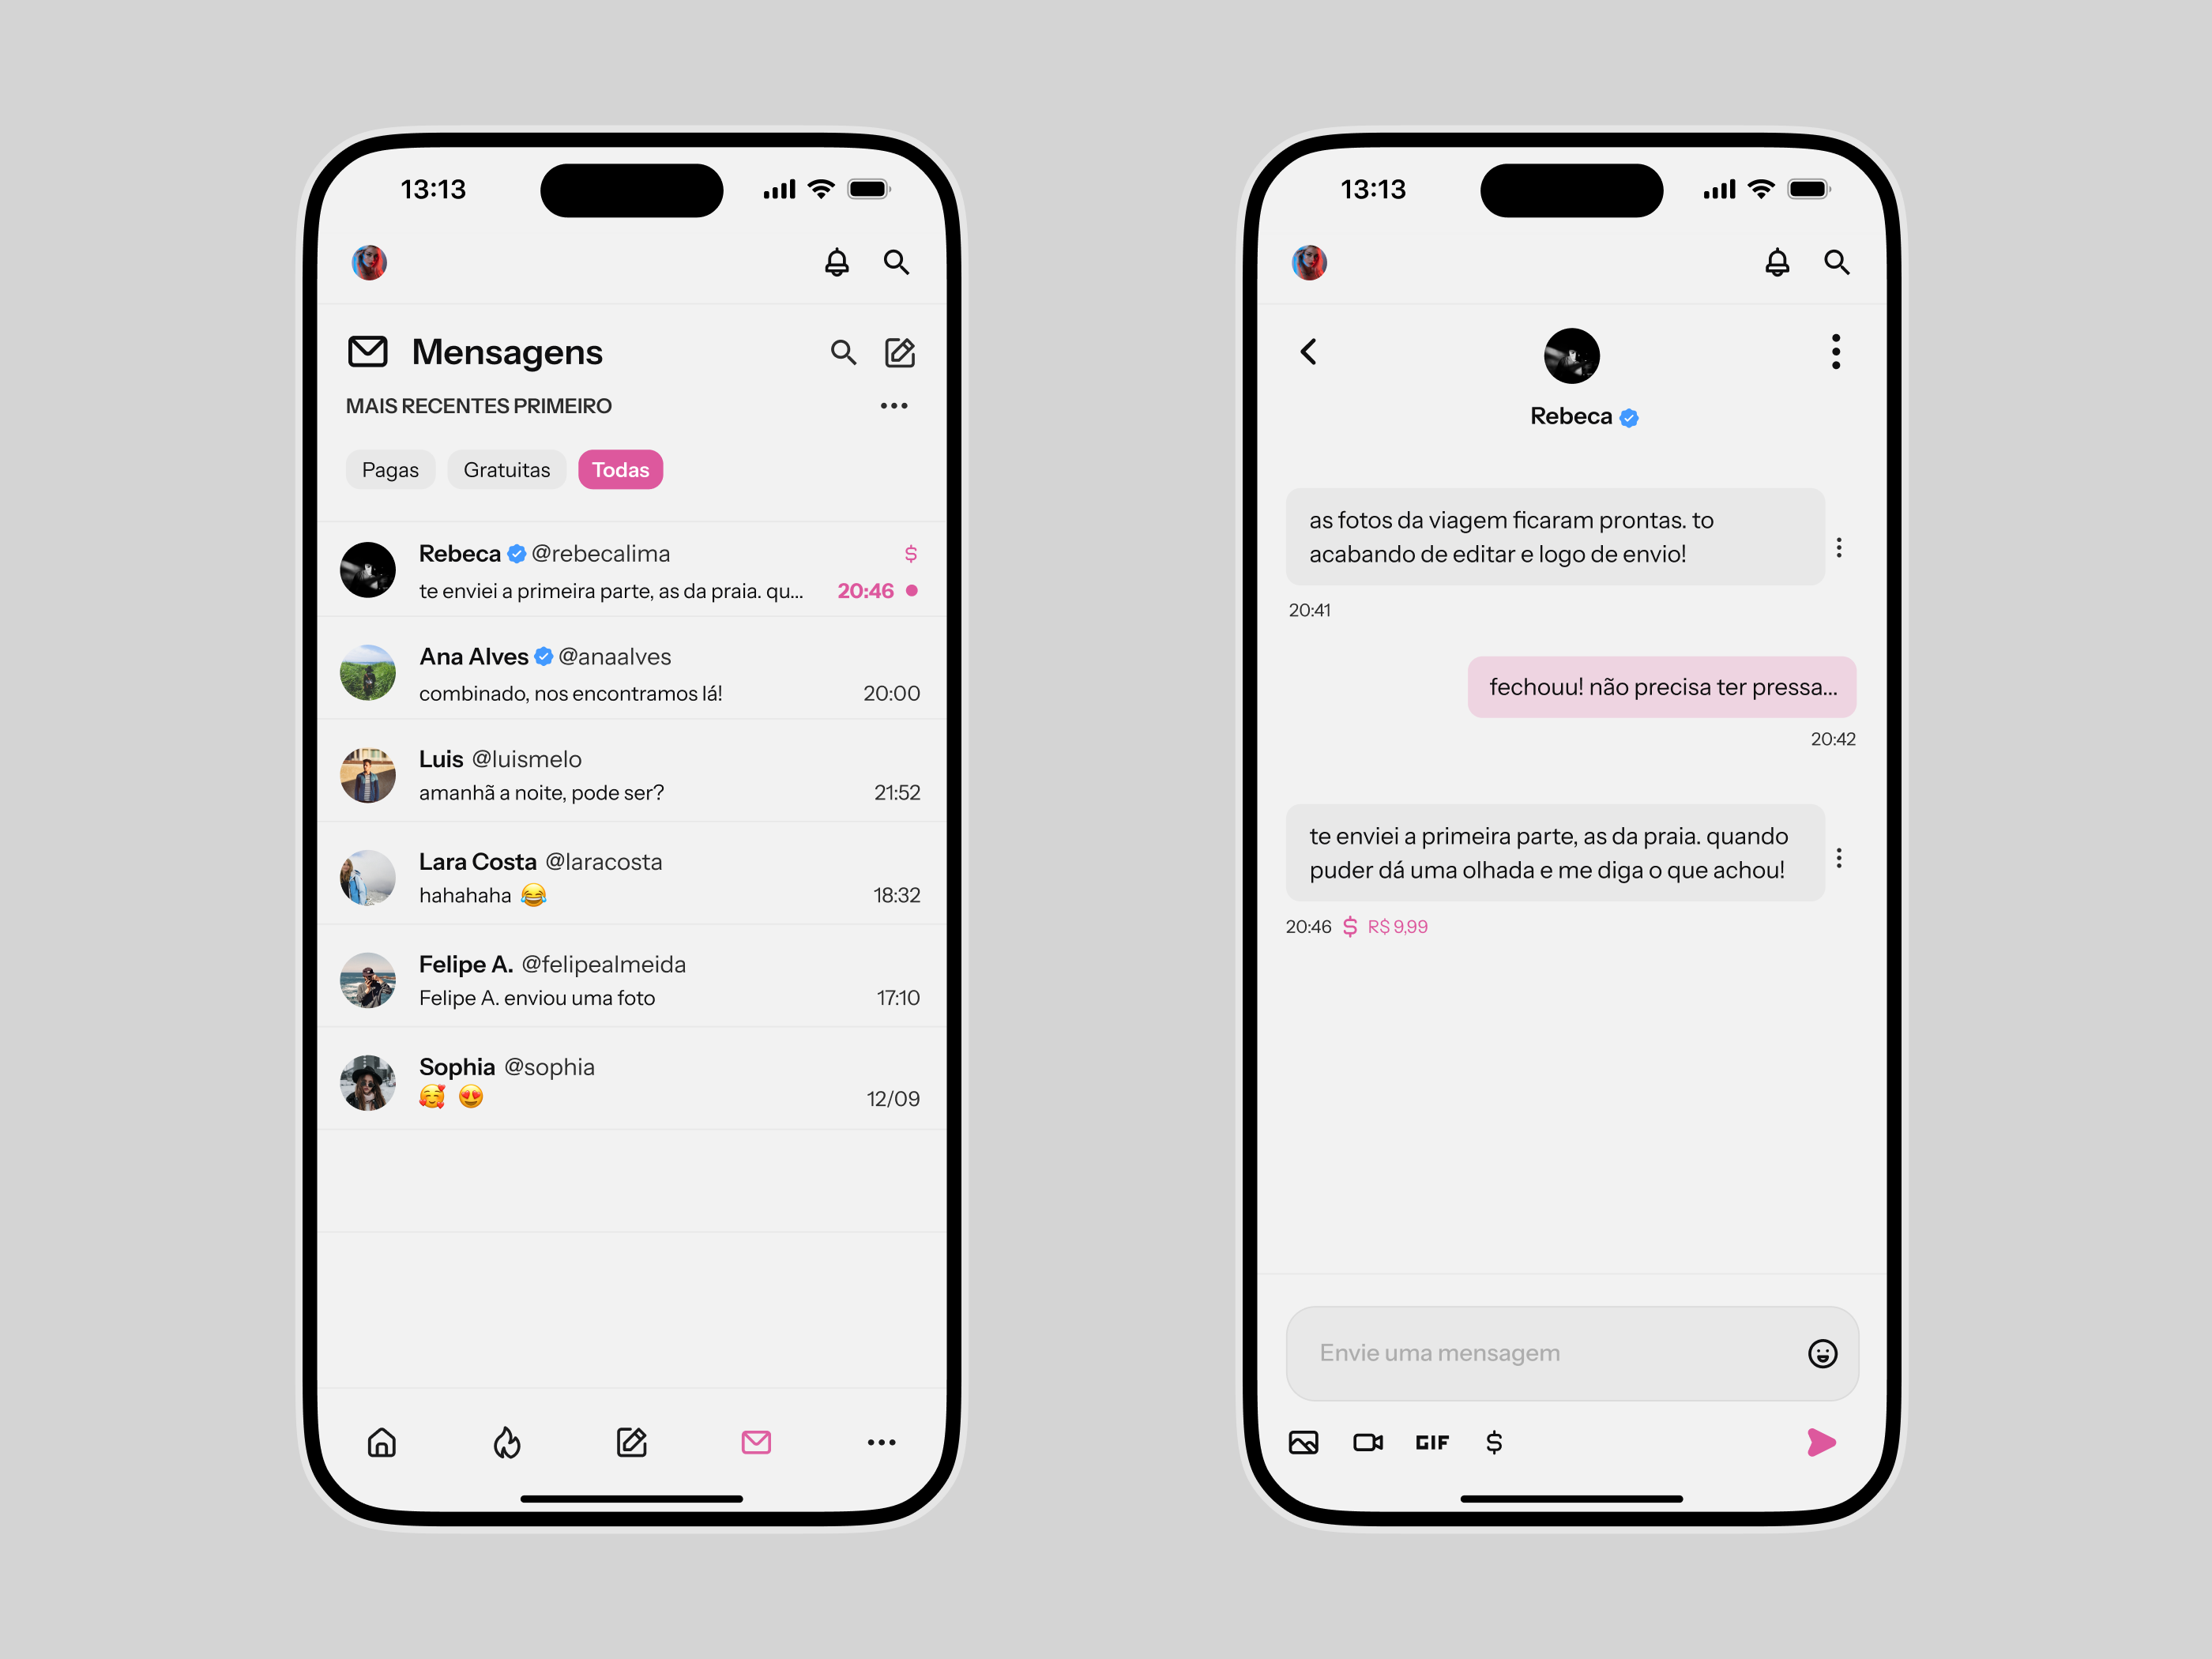 13:13
Mensagens
MAIS RECENTES PRIMEIRO
Pagas Gratuitas Todas
Rebeca @rebecalima $
te enviei a primeira parte, as da praia. qu... 20:46
Ana Alves @anaalves
combinado, nos encontramos lá! 20:00
Luis @luismelo
amanhã a noite, pode ser? 21:52
Lara Costa @laracosta
hahahaha 😂 18:32
Felipe A. @felipealmeida
Felipe A. enviou uma foto 17:10
Sophia @sophia
🥰 😍 12/09
13:13
Rebeca
as fotos da viagem ficaram prontas. to
acabando de editar e logo de envio!
20:41
fechouu! não precisa ter pressa...
20:42
te enviei a primeira parte, as da praia. quando
puder dá uma olhada e me diga o que achou!
20:46 $ R$ 9,99
Envie uma mensagem
GIF $